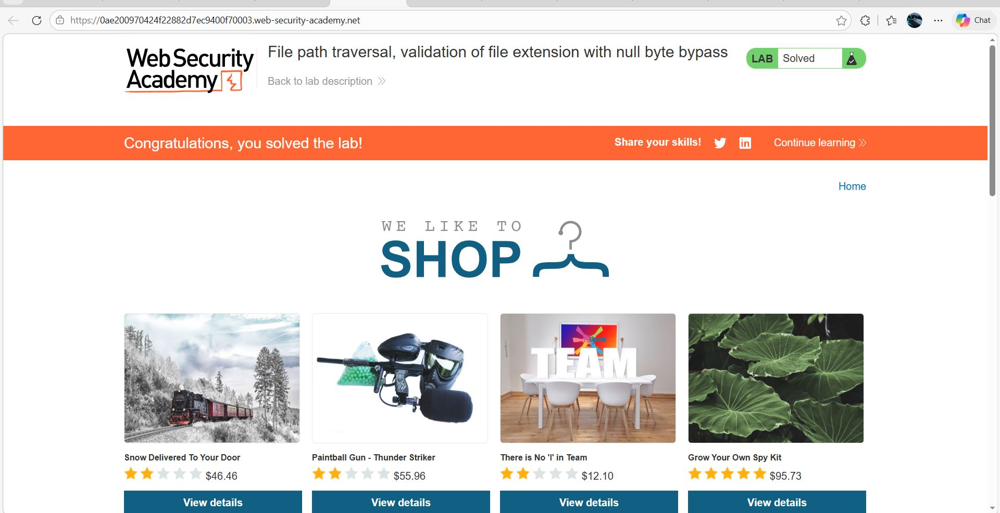 https://0ae200970424f22882d7ec9400f70003.web-security-academy.net
Chat
Web Security
Academy
File path traversal, validation of file extension with null byte bypass
Back to lab description
LAB Solved
Congratulations, you solved the lab!
Share your skills!
Continue learning
Home
WE LIKE TO
SHOP
TEAM
Snow Delivered To Your Door
$46.46
View details
Paintball Gun - Thunder Striker
$55.96
View details
There is No 'I' in Team
$12.10
View details
Grow Your Own Spy Kit
$95.73
View details